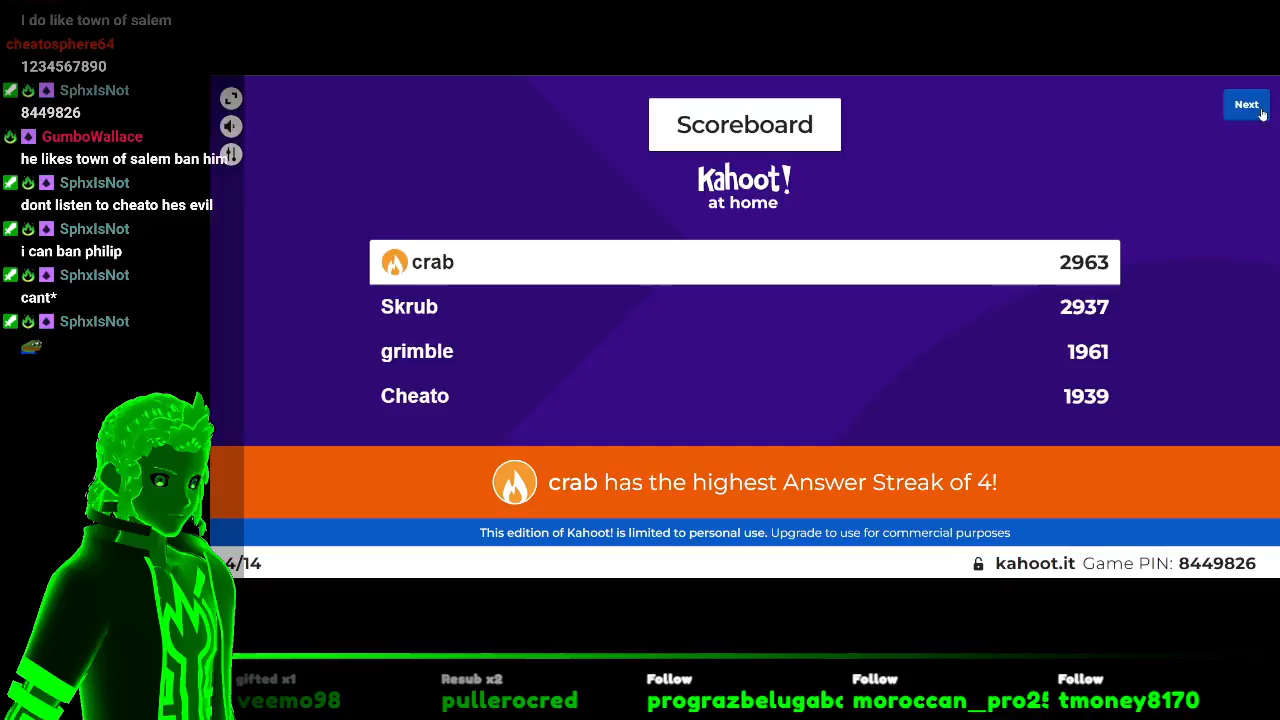 I do like town of salem
cheatosphere64
1234567890
SphxIsNot
8449826
GumboWallace
he likes town of salem ban him
SphxIsNot
dont listen to cheato hes evil
SphxIsNot
i can ban philip
SphxIsNot
cant*
SphxIsNot
Next
Scoreboard
Kahoot!
at home
crab 2963
Skrub 2937
grimble 1961
Cheato 1939
crab has the highest Answer Streak of 4!
This edition of Kahoot! is limited to personal use. Upgrade to use for commercial purposes
4/14
kahoot.it Game PIN: 8449826
gifted x1
veemo98
Resub x2
pullerocred
Follow
prograzbelugabc
Follow
moroccan_pro25
Follow
tmoney8170